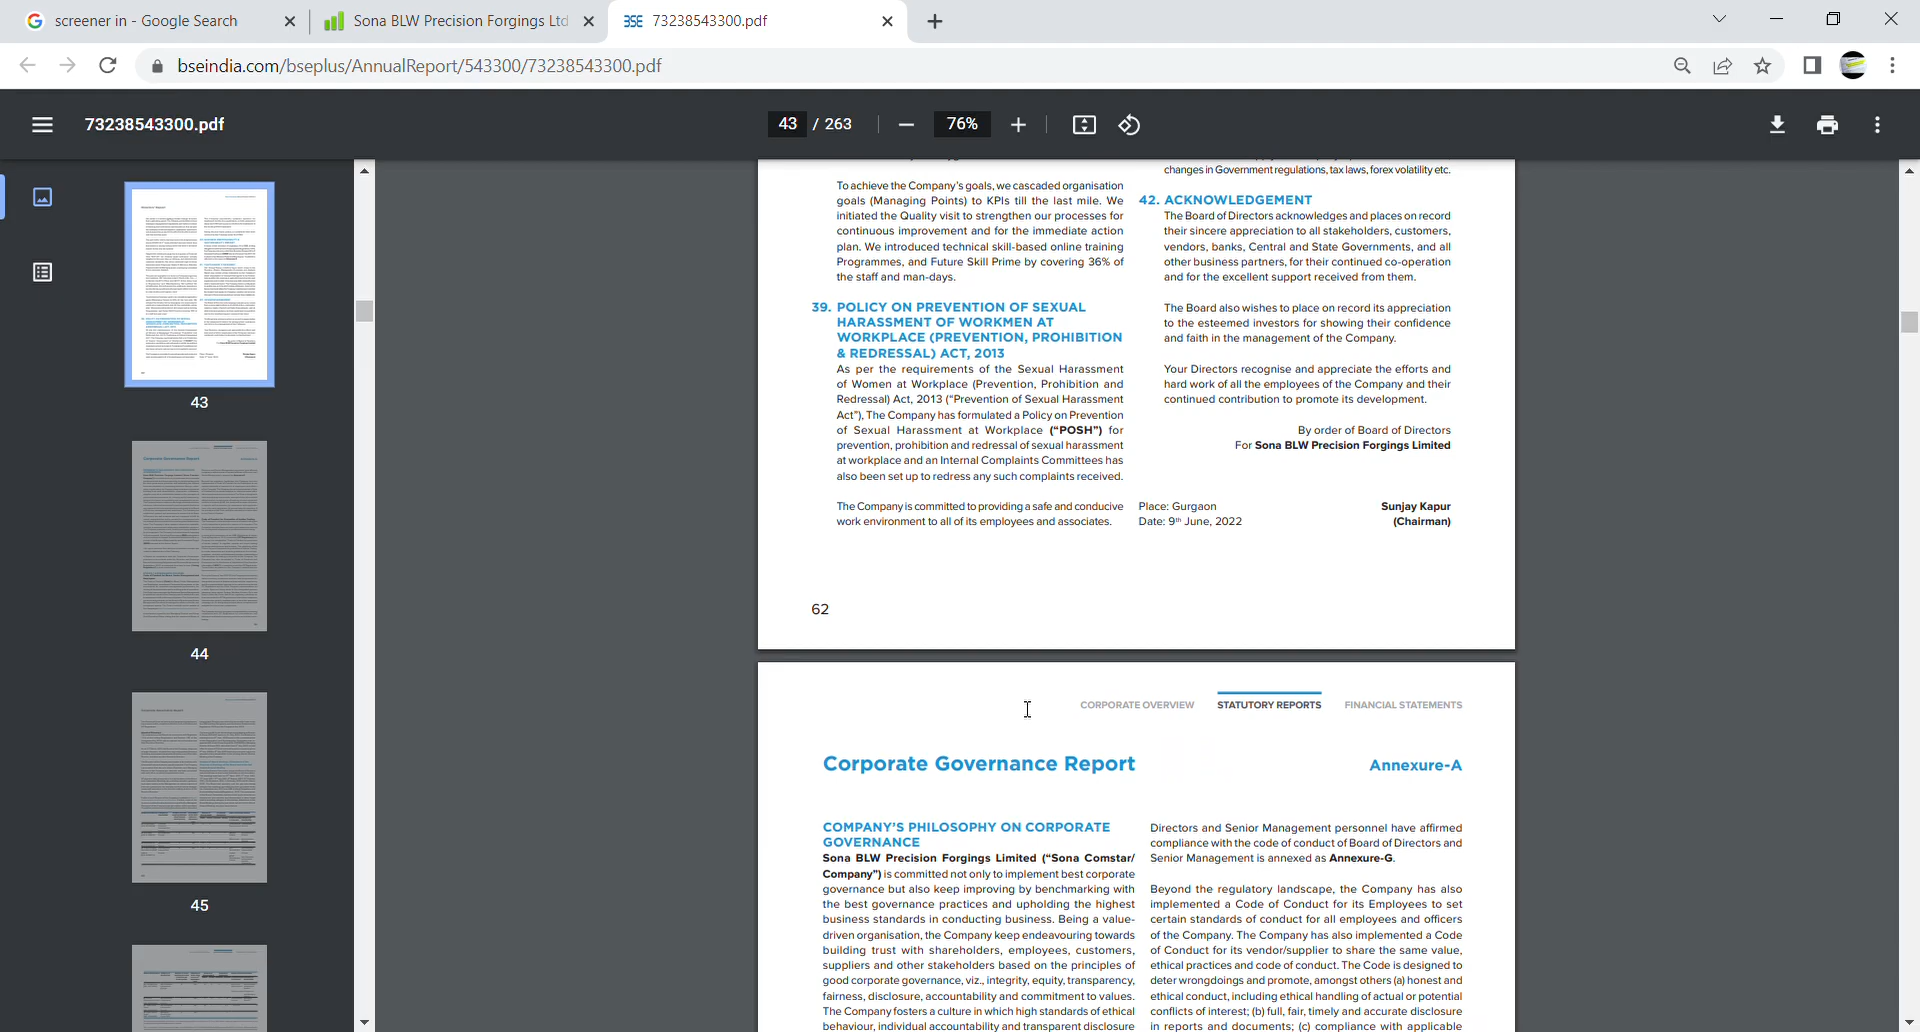 screener in - Google Search
Sona BLW Precision Forgings Ltd
BSE 73238543300.pdf
bseindia.com/bseplus/AnnualReport/543300/73238543300.pdf
73238543300.pdf
43 / 263
76%
43
44
45
To achieve the Company's goals, we cascaded organisation
goals (Managing Points) to KPIs till the last mile. We
initiated the Quality visit to strengthen our processes for
continuous improvement and for the immediate action
plan. We introduced technical skill-based online training
Programmes, and Future Skill Prime by covering 36% of
the staff and man-days.
39. POLICY ON PREVENTION OF SEXUAL
HARASSMENT OF WORKMEN AT
WORKPLACE (PREVENTION, PROHIBITION
& REDRESSAL) ACT, 2013
As per the requirements of the Sexual Harassment
of Women at Workplace (Prevention, Prohibition and
Redressal) Act, 2013 (“Prevention of Sexual Harassment
Act”), The Company has formulated a Policy on Prevention
of Sexual Harassment at Workplace (“POSH”) for
prevention, prohibition and redressal of sexual harassment
at workplace and an Internal Complaints Committees has
also been set up to redress any such complaints received.
The Company is committed to providing a safe and conducive
work environment to all of its employees and associates.
changes in Government regulations, tax laws, forex volatility etc.
42. ACKNOWLEDGEMENT
The Board of Directors acknowledges and places on record
their sincere appreciation to all stakeholders, customers,
vendors, banks, Central and State Governments, and all
other business partners, for their continued co-operation
and for the excellent support received from them.
The Board also wishes to place on record its appreciation
to the esteemed investors for showing their confidence
and faith in the management of the Company.
Your Directors recognise and appreciate the efforts and
hard work of all the employees of the Company and their
continued contribution to promote its development.
By order of Board of Directors
For Sona BLW Precision Forgings Limited
Place: Gurgaon
Date: 9th June, 2022
Sunjay Kapur
(Chairman)
62
CORPORATE OVERVIEW STATUTORY REPORTS FINANCIAL STATEMENTS
Corporate Governance Report
Annexure-A
COMPANY'S PHILOSOPHY ON CORPORATE
GOVERNANCE
Sona BLW Precision Forgings Limited (“Sona Comstar/
Company”) is committed not only to implement best corporate
governance but also keep improving by benchmarking with
the best governance practices and upholding the highest
business standards in conducting business. Being a value-
driven organisation, the Company keep endeavouring towards
building trust with shareholders, employees, customers,
suppliers and other stakeholders based on the principles of
good corporate governance, viz., integrity, equity, transparency,
fairness, disclosure, accountability and commitment to values.
The Company fosters a culture in which high standards of ethical
behaviour, individual accountability and transparent disclosure
Directors and Senior Management personnel have affirmed
compliance with the code of conduct of Board of Directors and
Senior Management is annexed as Annexure-G.
Beyond the regulatory landscape, the Company has also
implemented a Code of Conduct for its Employees to set
certain standards of conduct for all employees and officers
of the Company. The Company has also implemented a Code
of Conduct for its vendor/supplier to share the same value,
ethical practices and code of conduct. The Code is designed to
deter wrongdoings and promote, amongst others (a) honest and
ethical conduct, including ethical handling of actual or potential
conflicts of interest; (b) full, fair, timely and accurate disclosure
in reports and documents; (c) compliance with applicable